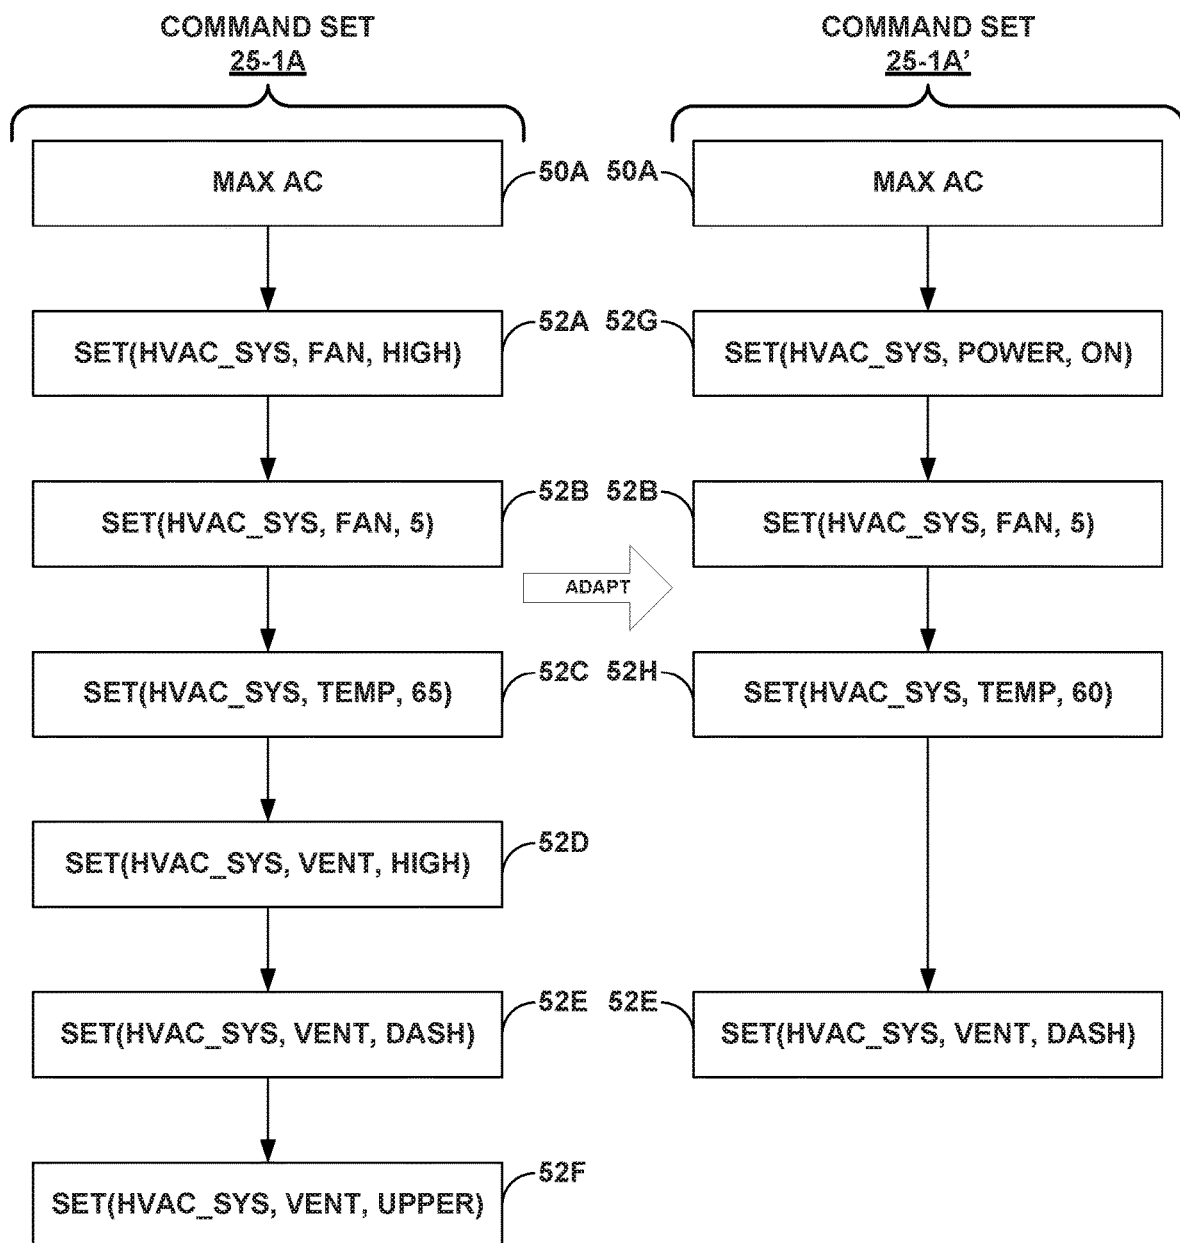 COMMAND SET
25-1A
MAX AC
50A
SET(HVAC_SYS, FAN, HIGH)
52A
SET(HVAC_SYS, FAN, 5)
52B
SET(HVAC_SYS, TEMP, 65)
52C
SET(HVAC_SYS, VENT, HIGH)
52D
SET(HVAC_SYS, VENT, DASH)
52E
SET(HVAC_SYS, VENT, UPPER)
52F
ADAPT
COMMAND SET
25-1A'
50A
MAX AC
52G
SET(HVAC_SYS, POWER, ON)
52B
SET(HVAC_SYS, FAN, 5)
52H
SET(HVAC_SYS, TEMP, 60)
52E
SET(HVAC_SYS, VENT, DASH)